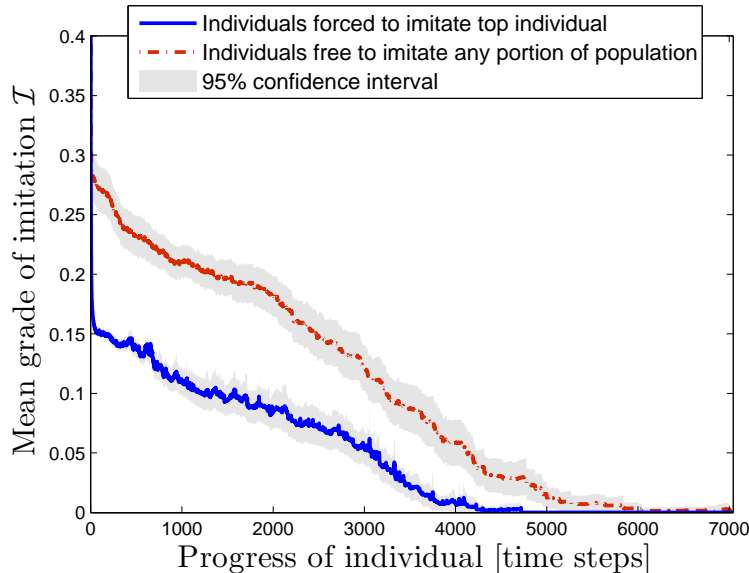 Individuals forced to imitate top individual
Individuals free to imitate any portion of population
95% confidence interval
Mean grade of imitation ℐ
0.4
0.35
0.3
0.25
0.2
0.15
0.1
0.05
0
0 1000 2000 3000 4000 5000 6000 7000
Progress of individual [time steps]